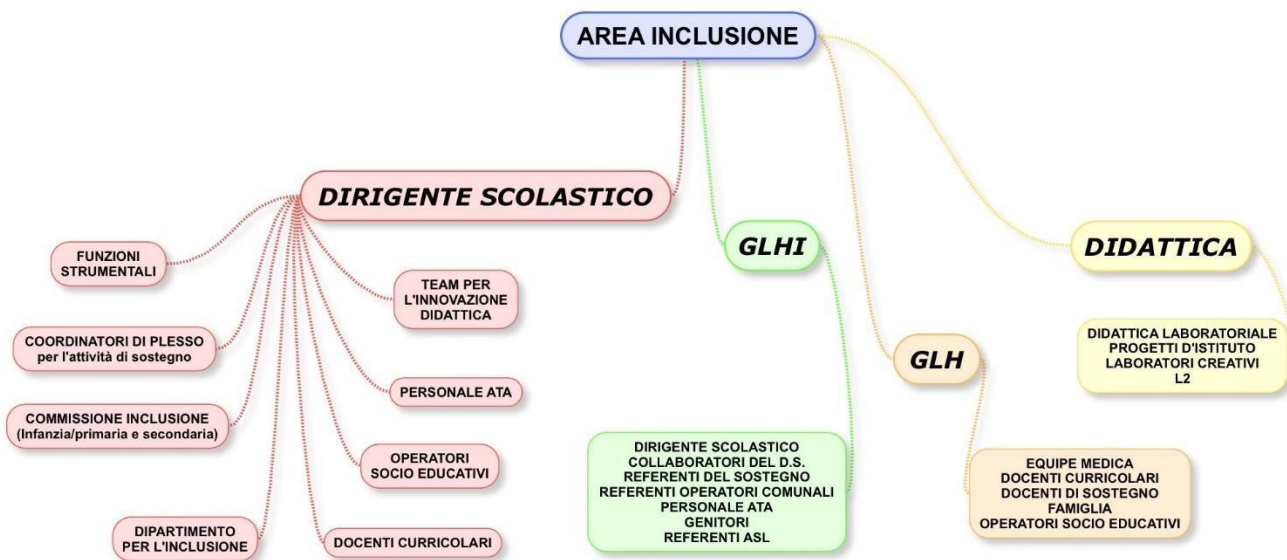 AREA INCLUSIONE
DIRIGENTE SCOLASTICO
FUNZIONI
STRUMENTALI
COORDINATORI DI PLESSO
per l'attività di sostegno
COMMISSIONE INCLUSIONE
(Infanzia/primaria e secondaria)
DIPARTIMENTO
PER L'INCLUSIONE
TEAM PER
L'INNOVAZIONE
DIDATTICA
PERSONALE ATA
OPERATORI
SOCIO EDUCATIVI
DOCENTI CURRICOLARI
GLHI
DIRIGENTE SCOLASTICO
COLLABORATORI DEL D.S.
REFERENTI DEL SOSTEGNO
REFERENTI OPERATORI COMUNALI
PERSONALE ATA
GENITORI
REFERENTI ASL
GLH
EQUIPE MEDICA
DOCENTI CURRICOLARI
DOCENTI DI SOSTEGNO
FAMIGLIA
OPERATORI SOCIO EDUCATIVI
DIDATTICA
DIDATTICA LABORATORIALE
PROGETTI D'ISTITUTO
LABORATORI CREATIVI
L2